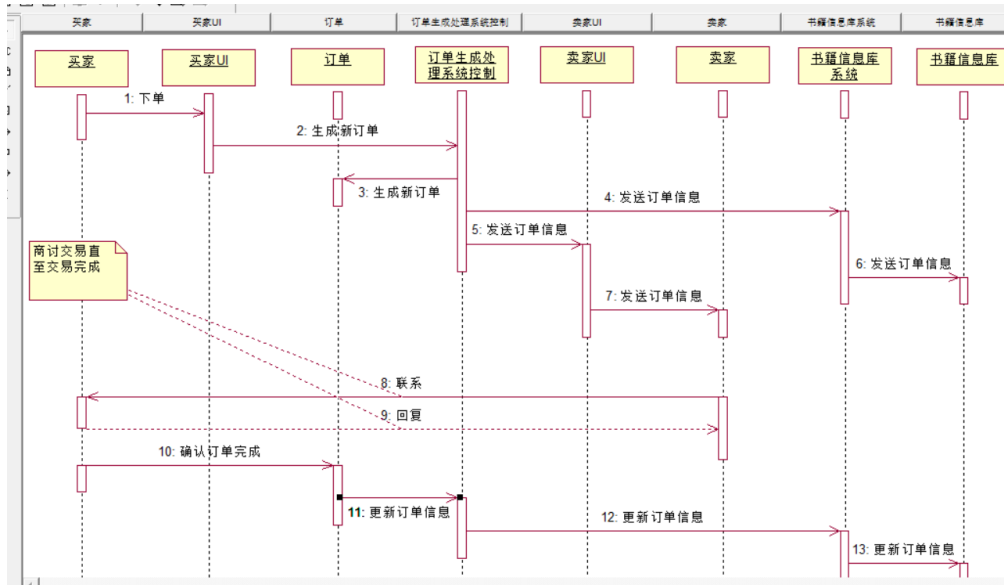 买家 买家UI 订单 订单生成处理系统控制 卖家UI 卖家 书籍信息库系统 书籍信息库
买家
买家UI
订单
订单生成处
理系统控制
卖家UI
卖家
书籍信息库
系统
书籍信息库
1: 下单
2: 生成新订单
3: 生成新订单
4: 发送订单信息
5: 发送订单信息
商讨交易直
至交易完成
6: 发送订单信息
7: 发送订单信息
8: 联系
9: 回复
10: 确认订单完成
11: 更新订单信息
12: 更新订单信息
13: 更新订单信息